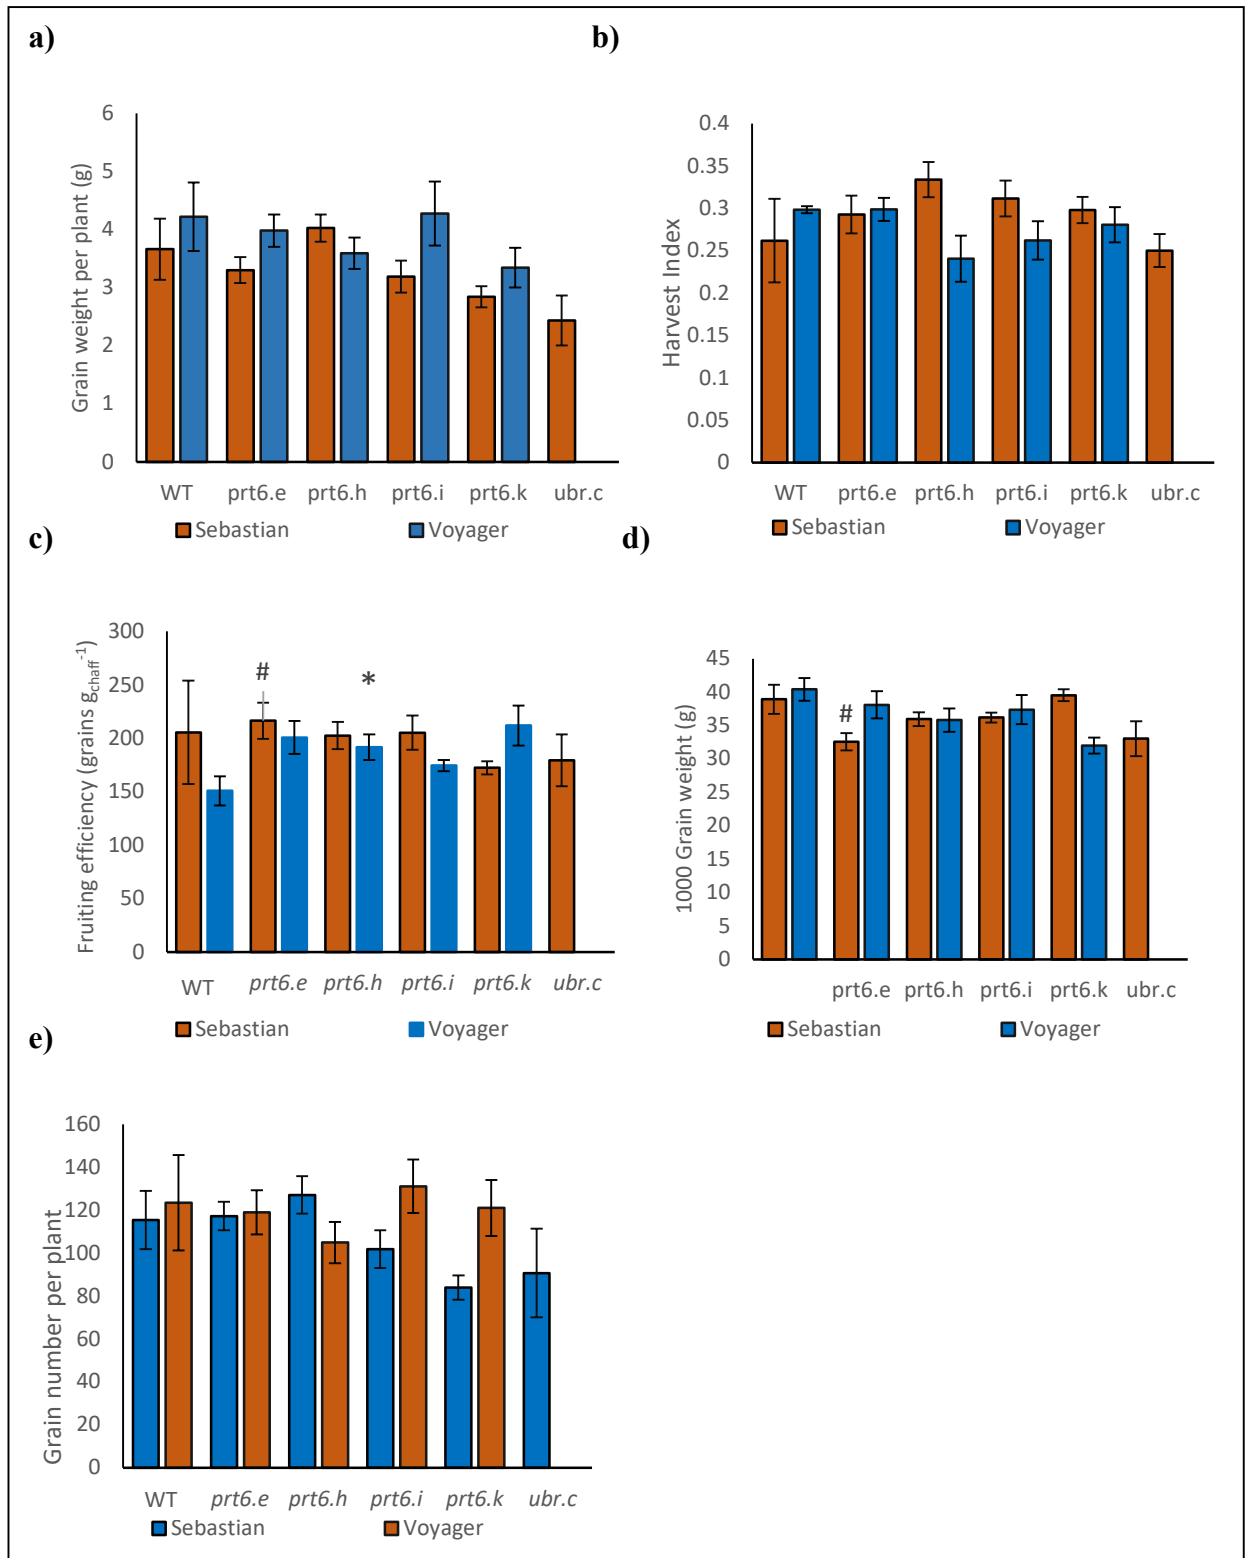 a)
Grain weight per plant (g)
6
5
4
3
2
1
0
WT prt6.e prt6.h prt6.i prt6.k ubr.c
Sebastian Voyager
b)
Harvest Index
0.4
0.35
0.3
0.25
0.2
0.15
0.1
0.05
0
WT prt6.e prt6.h prt6.i prt6.k ubr.c
Sebastian Voyager
c)
Fruiting efficiency (grains g_chaff^-1)
300
250
200
150
100
50
0
# *
WT prt6.e prt6.h prt6.i prt6.k ubr.c
Sebastian Voyager
d)
1000 Grain weight (g)
45
40
35
30
25
20
15
10
5
0
#
prt6.e prt6.h prt6.i prt6.k ubr.c
Sebastian Voyager
e)
Grain number per plant
160
140
120
100
80
60
40
20
0
WT prt6.e prt6.h prt6.i prt6.k ubr.c
Sebastian Voyager